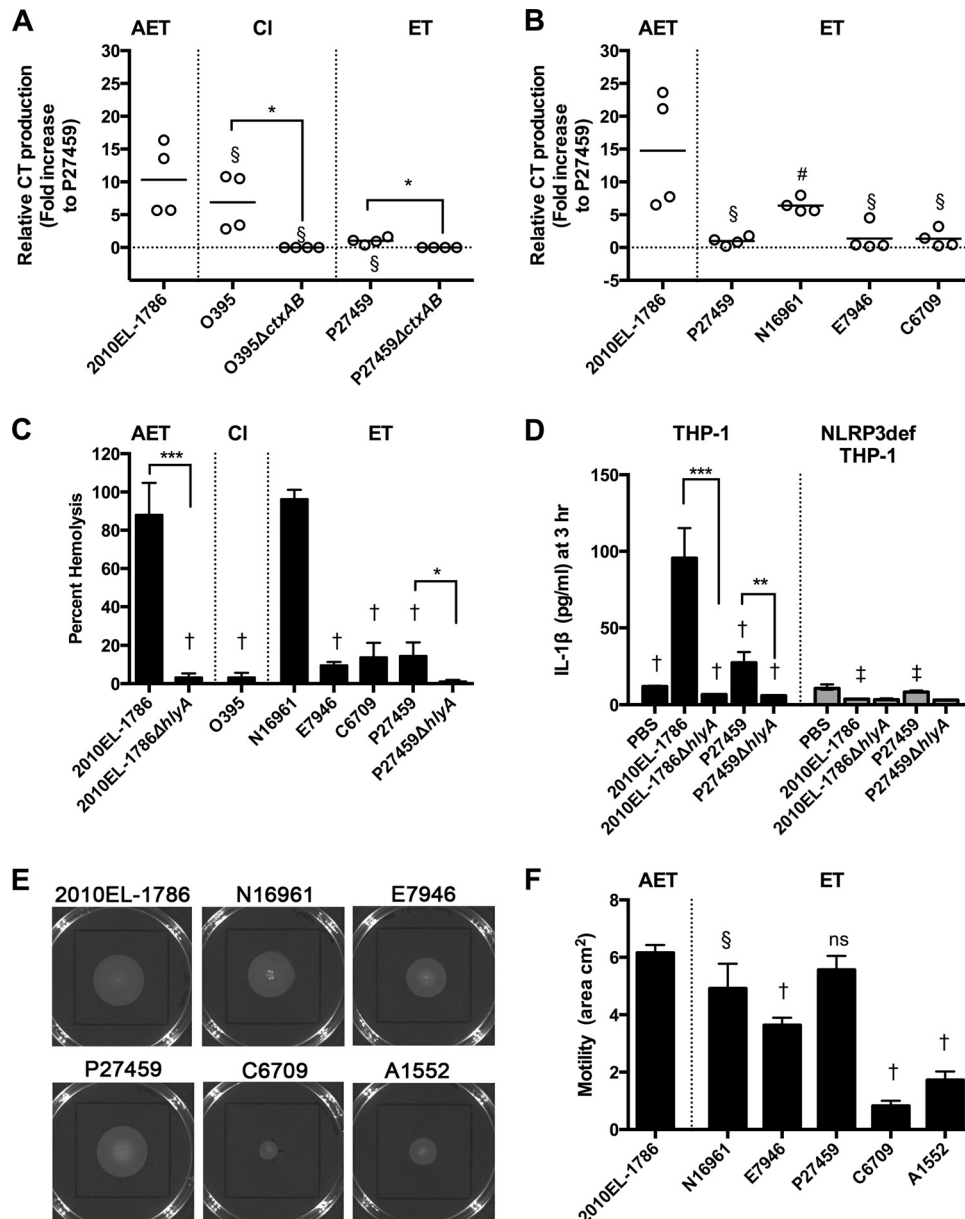 A
AET
CI
ET
Relative CT production
(Fold increase
to P27459)
30
25
20
15
10
5
0
*
*
§
§
§
2010EL-1786
O395
O395ΔctxAB
P27459
P27459ΔctxAB
B
AET
ET
Relative CT production
(Fold increase
to P27459)
30
25
20
15
10
5
0
-5
§
#
§
§
2010EL-1786
P27459
N16961
E7946
C6709
C
AET
CI
ET
Percent Hemolysis
120
100
80
60
40
20
0
***
†
†
†
†
†
*
2010EL-1786
2010EL-1786ΔhlyA
O395
N16961
E7946
C6709
P27459
P27459ΔhlyA
D
THP-1
NLRP3def
THP-1
IL-1β (pg/ml) at 3 hr
150
100
50
0
***
**
†
†
†
†
‡
‡
PBS
2010EL-1786
2010EL-1786ΔhlyA
P27459
P27459ΔhlyA
PBS
2010EL-1786
2010EL-1786ΔhlyA
P27459
P27459ΔhlyA
E
2010EL-1786 N16961 E7946
P27459 C6709 A1552
F
AET
ET
Motility (area cm²)
8
6
4
2
0
§
†
ns
†
†
2010EL-1786
N16961
E7946
P27459
C6709
A1552